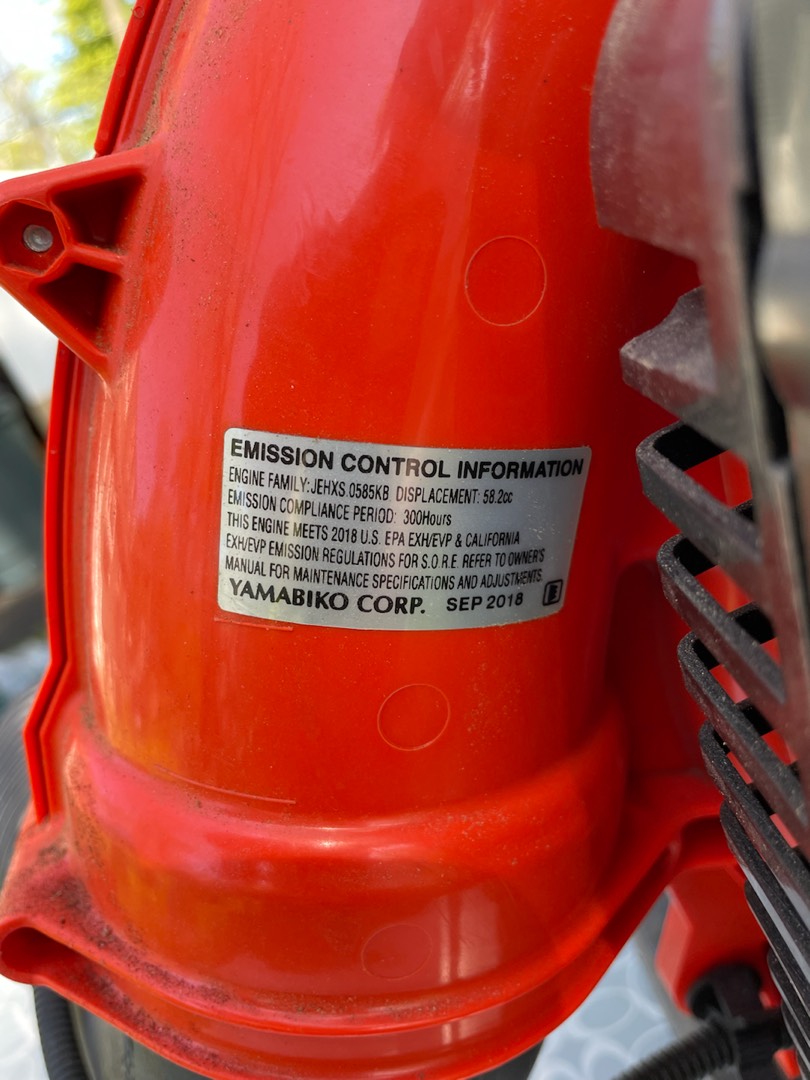 EMISSION CONTROL INFORMATION
ENGINE FAMILY: JEHXS.0585KB DISPLACEMENT: 58.2cc
EMISSION COMPLIANCE PERIOD: 300Hours
THIS ENGINE MEETS 2018 U.S. EPA EXH/EVP & CALIFORNIA
EXH/EVP EMISSION REGULATIONS FOR S.O.R.E. REFER TO OWNER'S
MANUAL FOR MAINTENANCE SPECIFICATIONS AND ADJUSTMENTS.
YAMABIKO CORP. SEP 2018